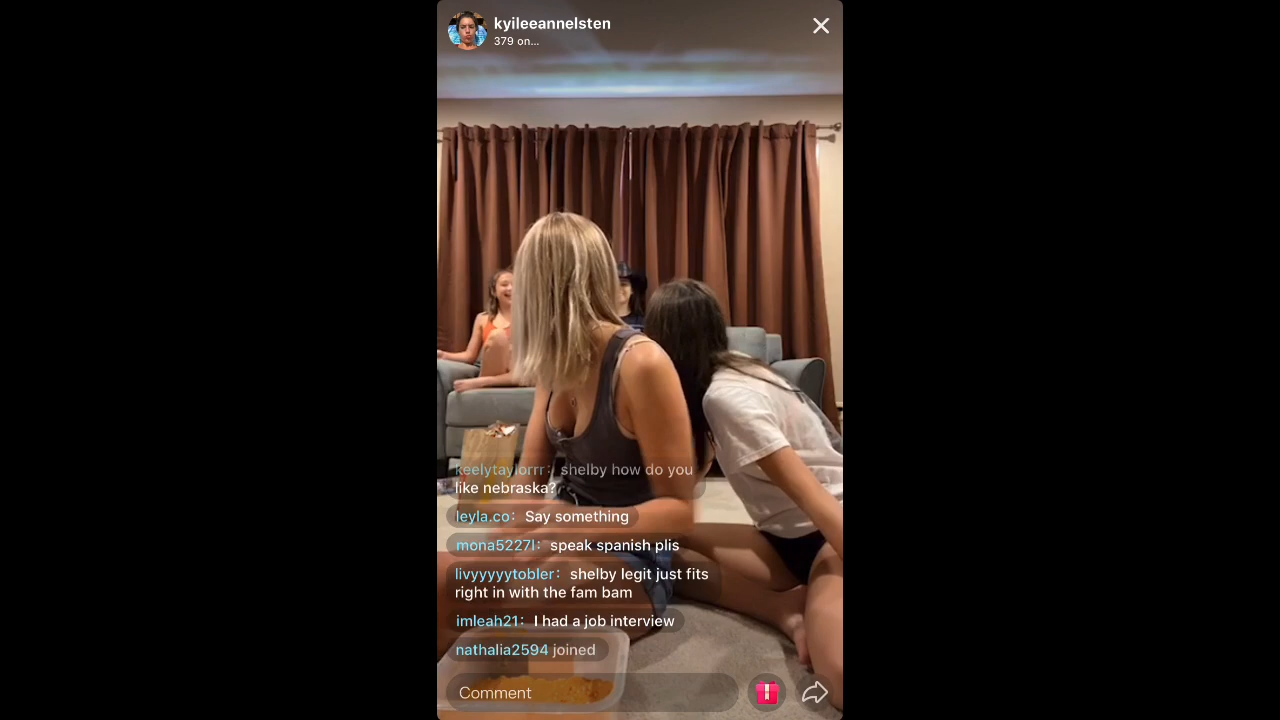 kyileeannelsten
379 on...
keelytaylorrr: shelby how do you
like nebraska?
leyla.co: Say something
mona5227l: speak spanish plis
livyyyyytobler: shelby legit just fits
right in with the fam bam
imleah21: I had a job interview
nathalia2594 joined
Comment